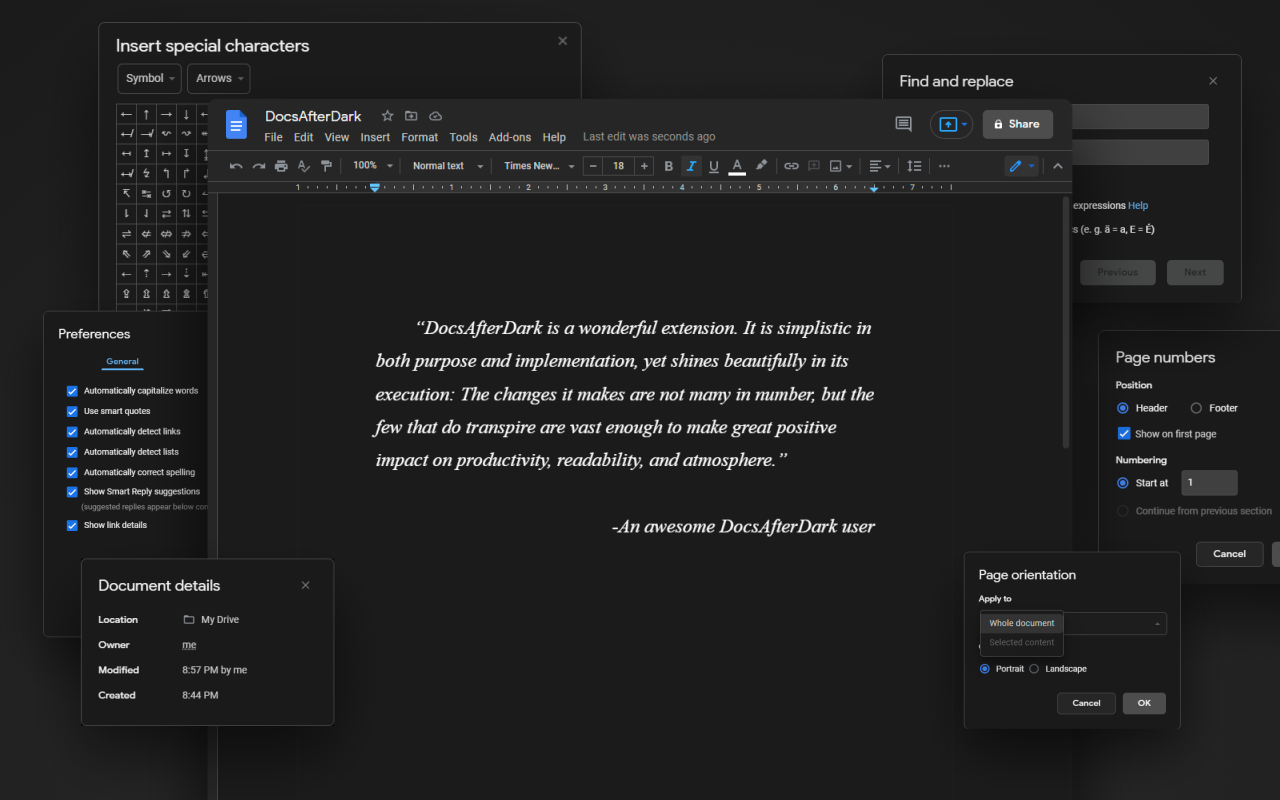 Insert special characters
Symbol
Arrows
Find and replace
DocsAfterDark
File Edit View Insert Format Tools Add-ons Help Last edit was seconds ago
Share
100% Normal text Times New... − 18 + B I U A
1 1 2 3 4 5 6 7
expressions Help
(e. g. ä = a, E = É)
Previous Next
Preferences
General
Automatically capitalize words
Use smart quotes
Automatically detect links
Automatically detect lists
Automatically correct spelling
Show Smart Reply suggestions
(suggested replies appear below
Show link details
“DocsAfterDark is a wonderful extension. It is simplistic in
both purpose and implementation, yet shines beautifully in its
execution: The changes it makes are not many in number, but the
few that do transpire are vast enough to make great positive
impact on productivity, readability, and atmosphere.”
-An awesome DocsAfterDark user
Page numbers
Position
Header Footer
Show on first page
Numbering
Start at 1
Continue from previous section
Cancel
Document details
Location My Drive
Owner me
Modified 8:57 PM by me
Created 8:44 PM
Page orientation
Apply to
Whole document
Selected content
Portrait Landscape
Cancel OK